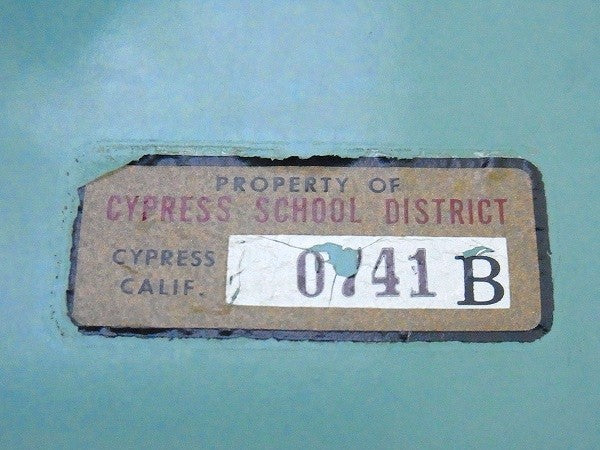 PROPERTY OF
CYPRESS SCHOOL DISTRICT
CYPRESS
CALIF.
0741 B